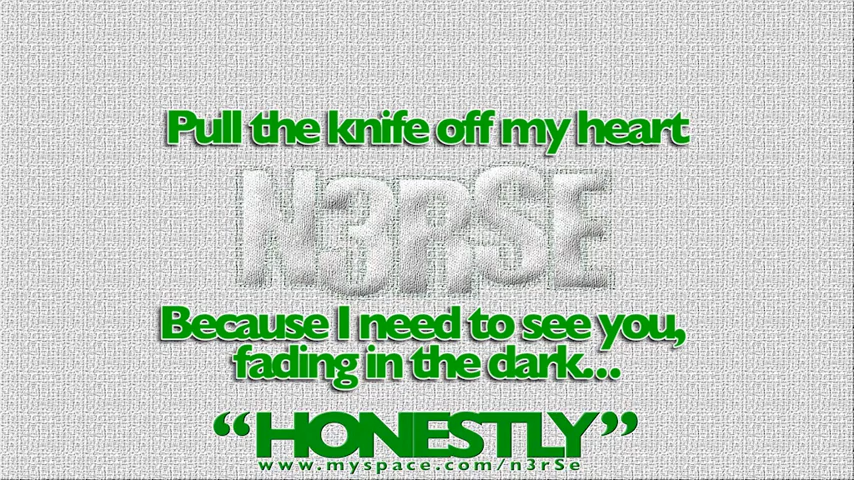 Pull the knife off my heart
N3RSE
Because I need to see you,
fading in the dark...
“HONESTLY”
www.myspace.com/n3rSe